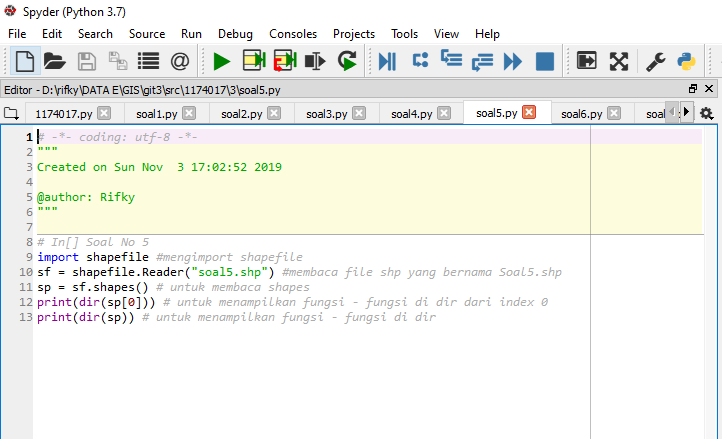 Spyder (Python 3.7)
File Edit Search Source Run Debug Consoles Projects Tools View Help
Editor - D:\rifky\DATA E\GIS\git3\src\1174017\3\soal5.py
1174017.py soal1.py soal2.py soal3.py soal4.py soal5.py soal6.py soal
1 # -*- coding: utf-8 -*-
2 """
3 Created on Sun Nov  3 17:02:52 2019
4
5 @author: Rifky
6 """
7
8 # In[] Soal No 5
9 import shapefile #mengimport shapefile
10 sf = shapefile.Reader("soal5.shp") #membaca file shp yang bernama Soal5.shp
11 sp = sf.shapes() # untuk membaca shapes
12 print(dir(sp[0])) # untuk menampilkan fungsi - fungsi di dir dari index 0
13 print(dir(sp)) # untuk menampilkan fungsi - fungsi di dir